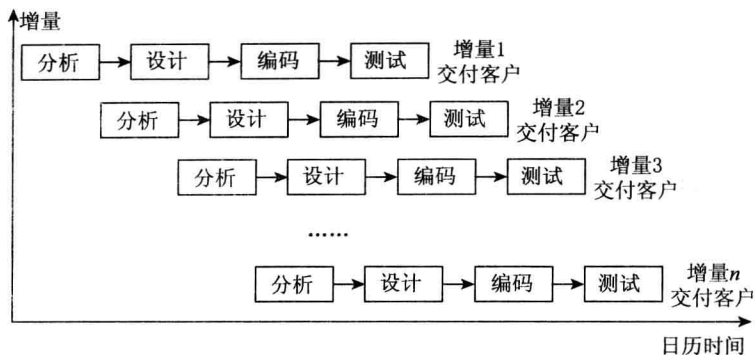 增量
分析 设计 编码 测试 增量1
交付客户
分析 设计 编码 测试 增量2
交付客户
分析 设计 编码 测试 增量3
交付客户
……
分析 设计 编码 测试 增量n
交付客户
日历时间